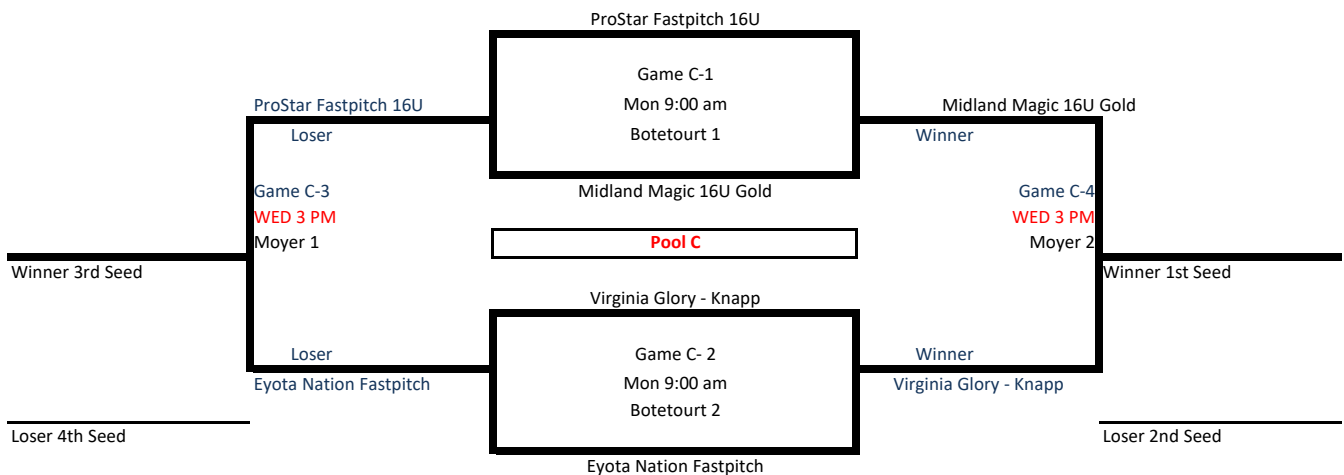 ProStar Fastpitch 16U
Game C-1
Mon 9:00 am
Botetourt 1
ProStar Fastpitch 16U
Midland Magic 16U Gold
Loser
Winner
Midland Magic 16U Gold
Game C-3
WED 3 PM
Moyer 1
Pool C
Game C-4
WED 3 PM
Moyer 2
Winner 3rd Seed
Winner 1st Seed
Virginia Glory - Knapp
Loser
Game C- 2
Winner
Eyota Nation Fastpitch
Mon 9:00 am
Virginia Glory - Knapp
Botetourt 2
Loser 4th Seed
Loser 2nd Seed
Eyota Nation Fastpitch